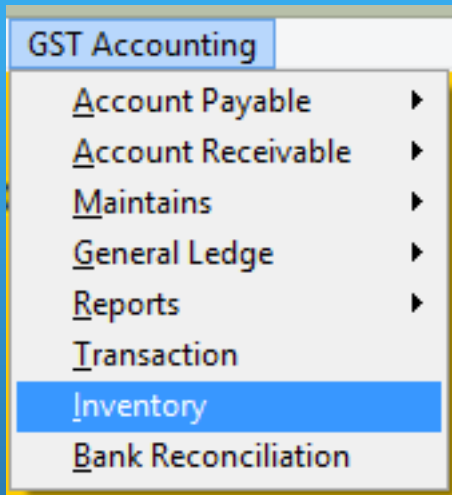 GST Accounting
Account Payable
Account Receivable
Maintains
General Ledge
Reports
Transaction
Inventory
Bank Reconciliation